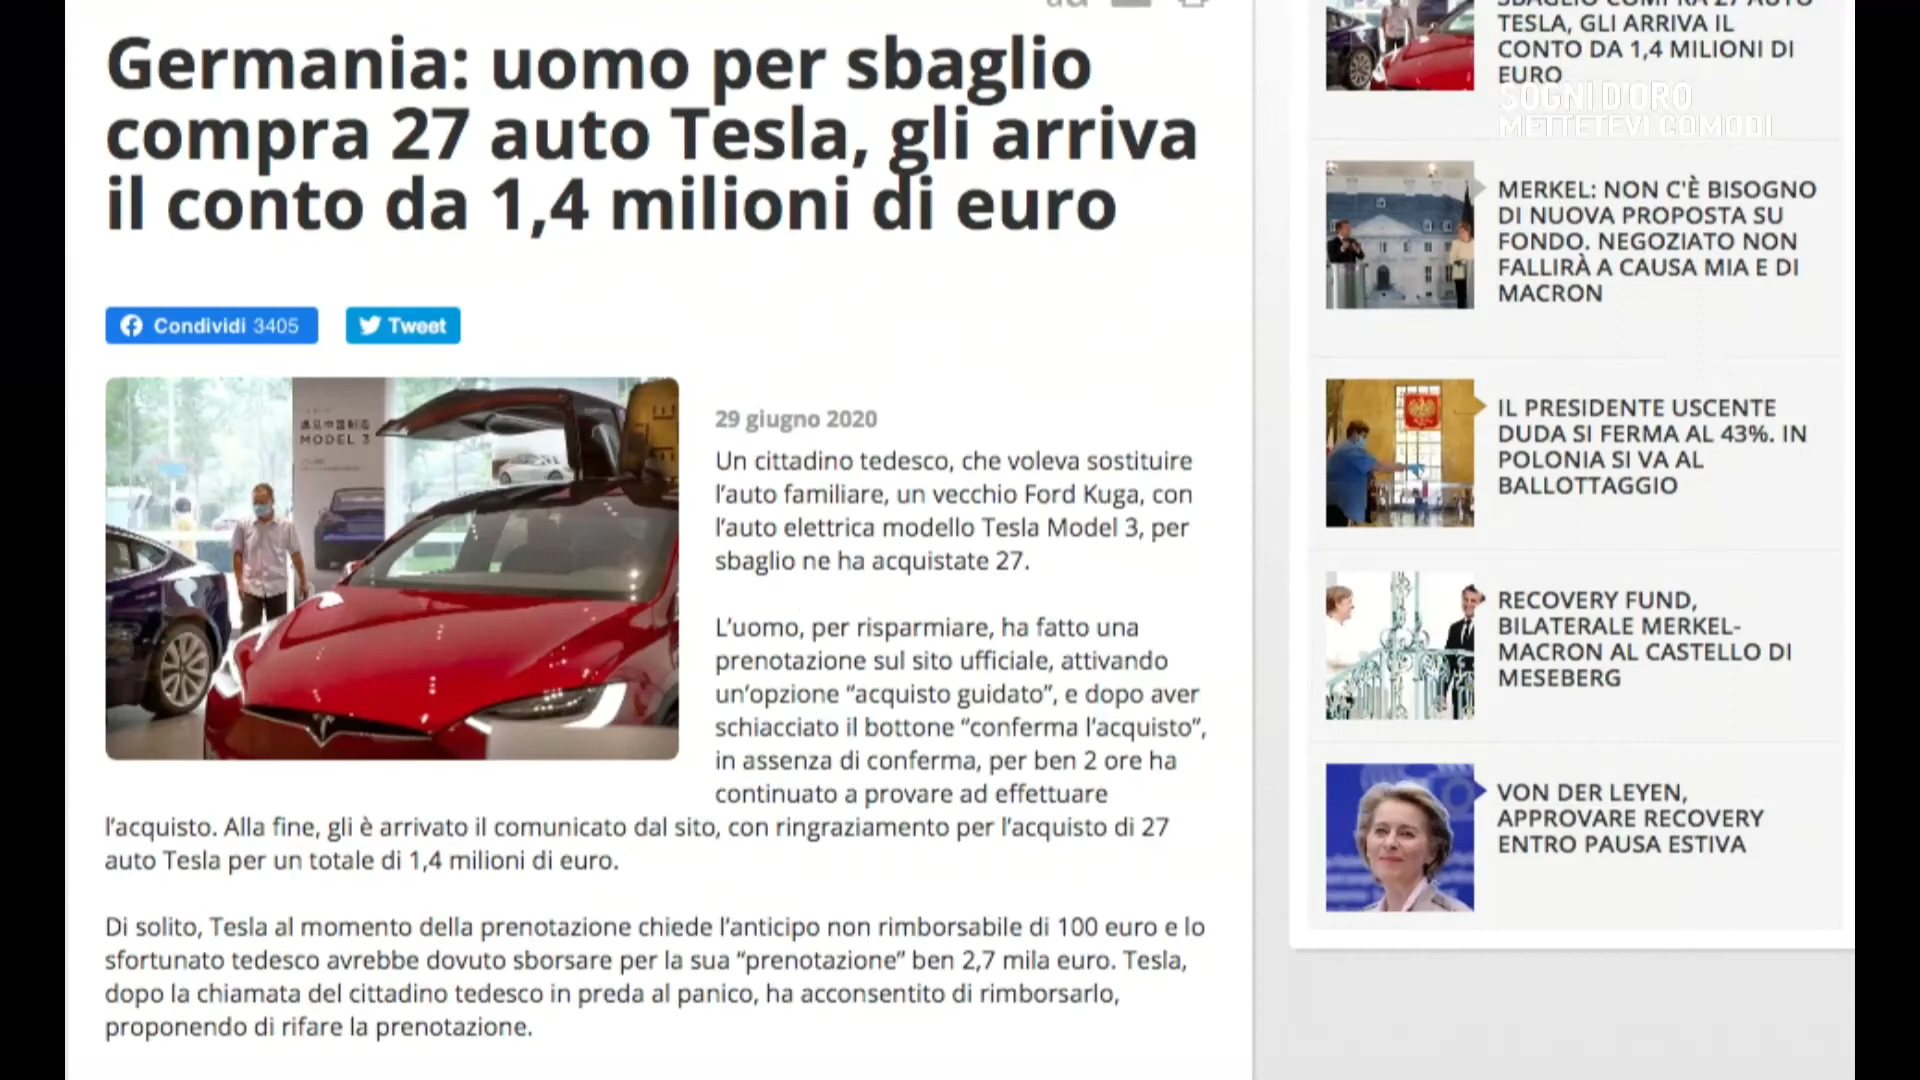 Germania: uomo per sbaglio
compra 27 auto Tesla, gli arriva
il conto da 1,4 milioni di euro
Condividi 3405
Tweet
MODEL 3
29 giugno 2020
Un cittadino tedesco, che voleva sostituire
l’auto familiare, un vecchio Ford Kuga, con
l’auto elettrica modello Tesla Model 3, per
sbaglio ne ha acquistate 27.
L’uomo, per risparmiare, ha fatto una
prenotazione sul sito ufficiale, attivando
un’opzione “acquisto guidato”, e dopo aver
schiacciato il bottone “conferma l’acquisto”,
in assenza di conferma, per ben 2 ore ha
continuato a provare ad effettuare
l’acquisto. Alla fine, gli è arrivato il comunicato dal sito, con ringraziamento per l’acquisto di 27
auto Tesla per un totale di 1,4 milioni di euro.
Di solito, Tesla al momento della prenotazione chiede l’anticipo non rimborsabile di 100 euro e lo
sfortunato tedesco avrebbe dovuto sborsare per la sua “prenotazione” ben 2,7 mila euro. Tesla,
dopo la chiamata del cittadino tedesco in preda al panico, ha acconsentito di rimborsarlo,
proponendo di rifare la prenotazione.
SBAGLIO COMPRA 27 AUTO
TESLA, GLI ARRIVA IL
CONTO DA 1,4 MILIONI DI
EURO
SOGNI D'ORO
METTETEVI COMODI
MERKEL: NON C'È BISOGNO
DI NUOVA PROPOSTA SU
FONDO. NEGOZIATO NON
FALLIRÀ A CAUSA MIA E DI
MACRON
IL PRESIDENTE USCENTE
DUDA SI FERMA AL 43%. IN
POLONIA SI VA AL
BALLOTTAGGIO
RECOVERY FUND,
BILATERALE MERKEL-
MACRON AL CASTELLO DI
MESEBERG
VON DER LEYEN,
APPROVARE RECOVERY
ENTRO PAUSA ESTIVA